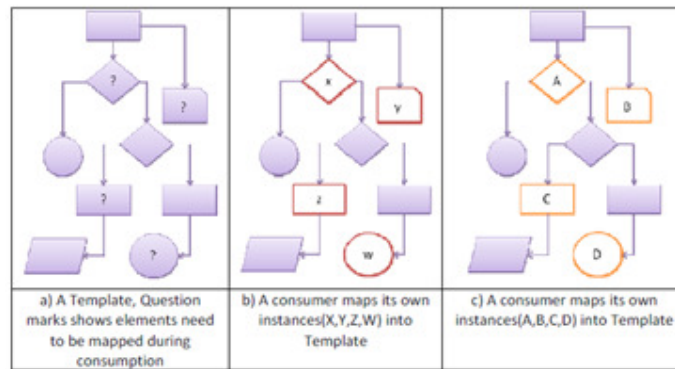 ?
?
?
?
x
y
z
w
A
B
C
D
a) A Template, Question
marks shows elements need
to be mapped during
consumption
b) A consumer maps its own
instances(X,Y,Z,W) into
Template
c) A consumer maps its own
instances(A,B,C,D) into Template